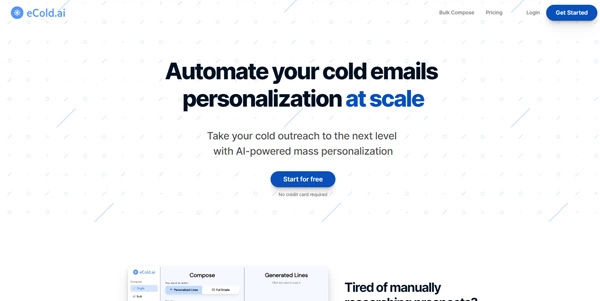 eCold.ai
Bulk Compose Pricing Login Get Started
Automate your cold emails
personalization at scale
Take your cold outreach to the next level
with AI-powered mass personalization
Start for free
No credit card required
eCold.ai
Compose
Generated Lines
Personalized Lines
Full Emails
Tired of manually
researching prospects?